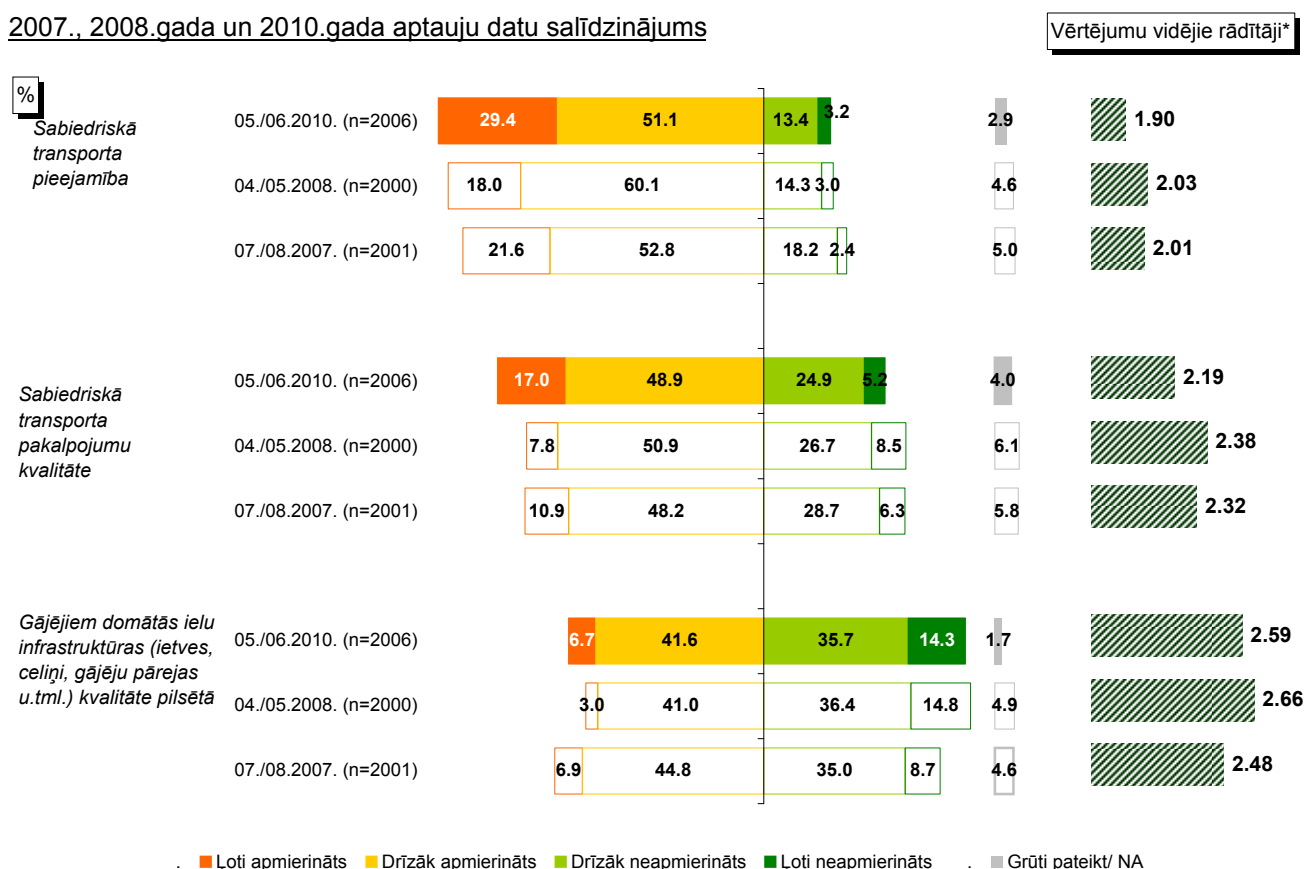 2007., 2008.gada un 2010.gada aptauju datu salīdzinājums
Vērtējumu vidējie rādītāji*
%
Sabiedriskā
transporta
pieejamība
05./06.2010. (n=2006) 29.4 51.1 13.4 3.2 2.9 1.90
04./05.2008. (n=2000) 18.0 60.1 14.3 3.0 4.6 2.03
07./08.2007. (n=2001) 21.6 52.8 18.2 2.4 5.0 2.01
Sabiedriskā
transporta
pakalpojumu
kvalitāte
05./06.2010. (n=2006) 17.0 48.9 24.9 5.2 4.0 2.19
04./05.2008. (n=2000) 7.8 50.9 26.7 8.5 6.1 2.38
07./08.2007. (n=2001) 10.9 48.2 28.7 6.3 5.8 2.32
Gājējiem domātās ielu
infrastruktūras (ietves,
celiņi, gājēju pārejas
u.tml.) kvalitāte pilsētā
05./06.2010. (n=2006) 6.7 41.6 35.7 14.3 1.7 2.59
04./05.2008. (n=2000) 3.0 41.0 36.4 14.8 4.9 2.66
07./08.2007. (n=2001) 6.9 44.8 35.0 8.7 4.6 2.48
. Ļoti apmierināts Drīzāk apmierināts Drīzāk neapmierināts Ļoti neapmierināts . Grūti pateikt/ NA